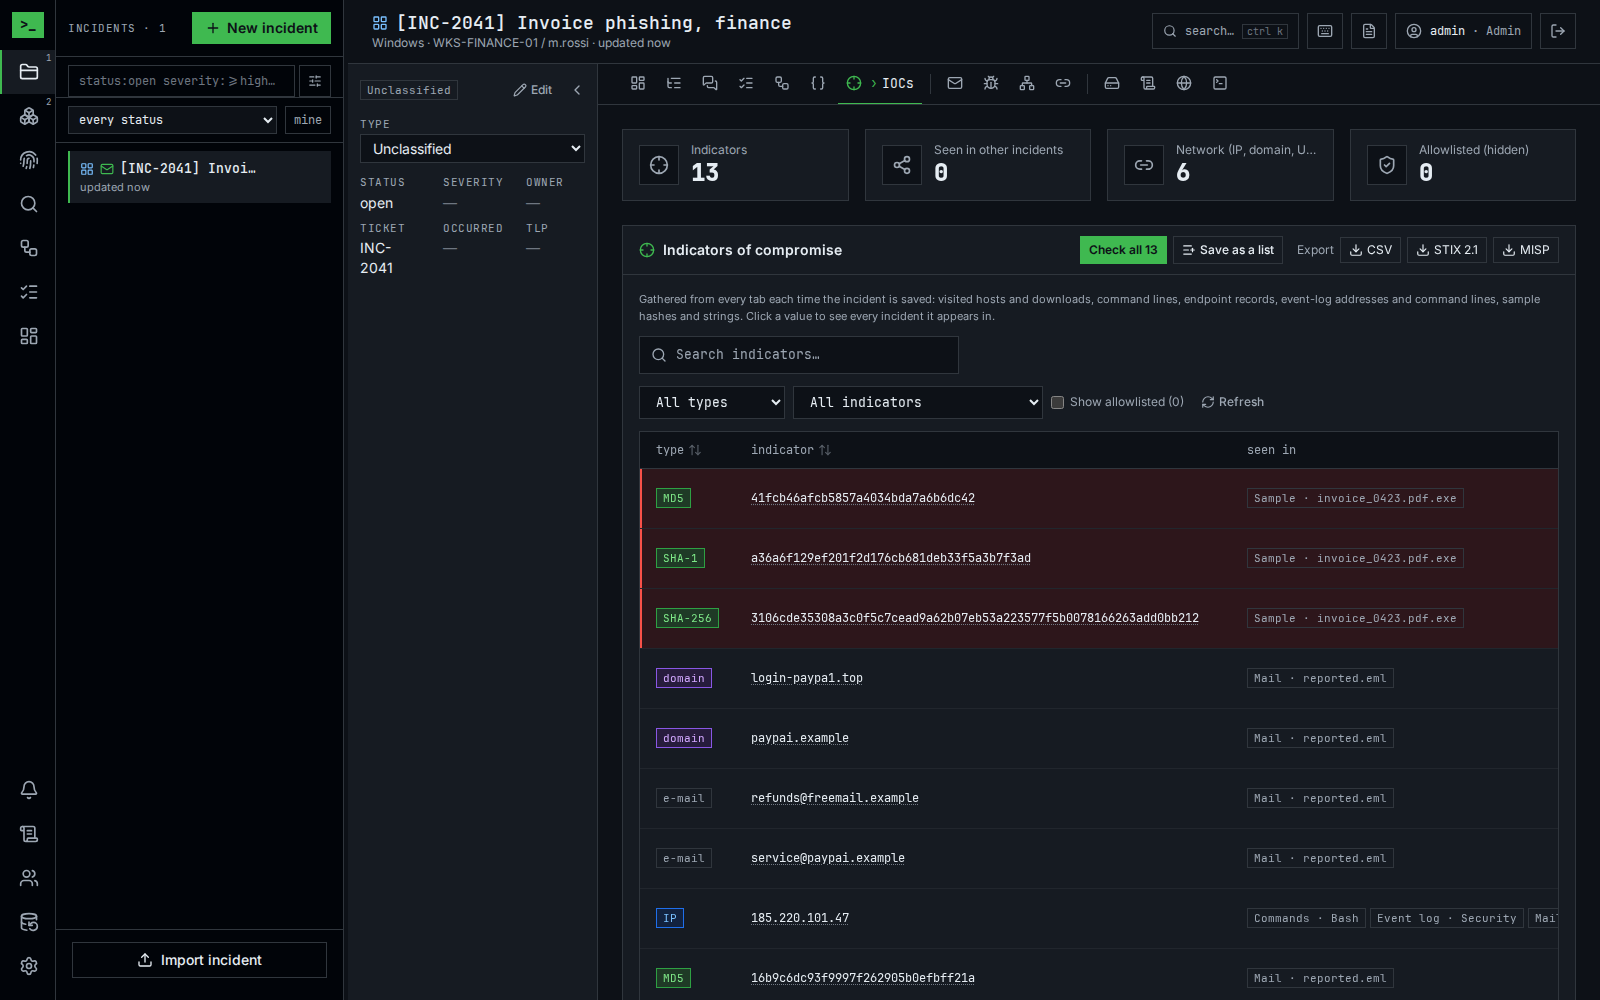 >_
1
2
INCIDENTS · 1
New incident
status:open severity:≥high…
every status
mine
[INC-2041] Invoi…
updated now
Import incident
[INC-2041] Invoice phishing, finance
Windows · WKS-FINANCE-01 / m.rossi · updated now
search…
ctrl k
admin · Admin
Unclassified
Edit
TYPE
Unclassified
STATUS
SEVERITY
OWNER
open
—
—
TICKET
OCCURRED
TLP
INC-
2041
—
—
› IOCs
Indicators
13
Seen in other incidents
0
Network (IP, domain, U…
6
Allowlisted (hidden)
0
Indicators of compromise
Check all 13
Save as a list
Export
CSV
STIX 2.1
MISP
Gathered from every tab each time the incident is saved: visited hosts and downloads, command lines, endpoint records, event-log addresses and command lines, sample
hashes and strings. Click a value to see every incident it appears in.
Search indicators…
All types
All indicators
Show allowlisted (0)
Refresh
type
indicator
seen in
MD5
41fcb46afcb5857a4034bda7a6b6dc42
Sample · invoice_0423.pdf.exe
SHA-1
a36a6f129ef201f2d176cb681deb33f5a3b7f3ad
Sample · invoice_0423.pdf.exe
SHA-256
3106cde35308a3c0f5c7cead9a62b07eb53a223577f5b0078166263add0bb212
Sample · invoice_0423.pdf.exe
domain
login-paypa1.top
Mail · reported.eml
domain
paypai.example
Mail · reported.eml
e-mail
refunds@freemail.example
Mail · reported.eml
e-mail
service@paypai.example
Mail · reported.eml
IP
185.220.101.47
Commands · Bash
Event log · Security
Mail
MD5
16b9c6dc93f9997f262905b0efbff21a
Mail · reported.eml